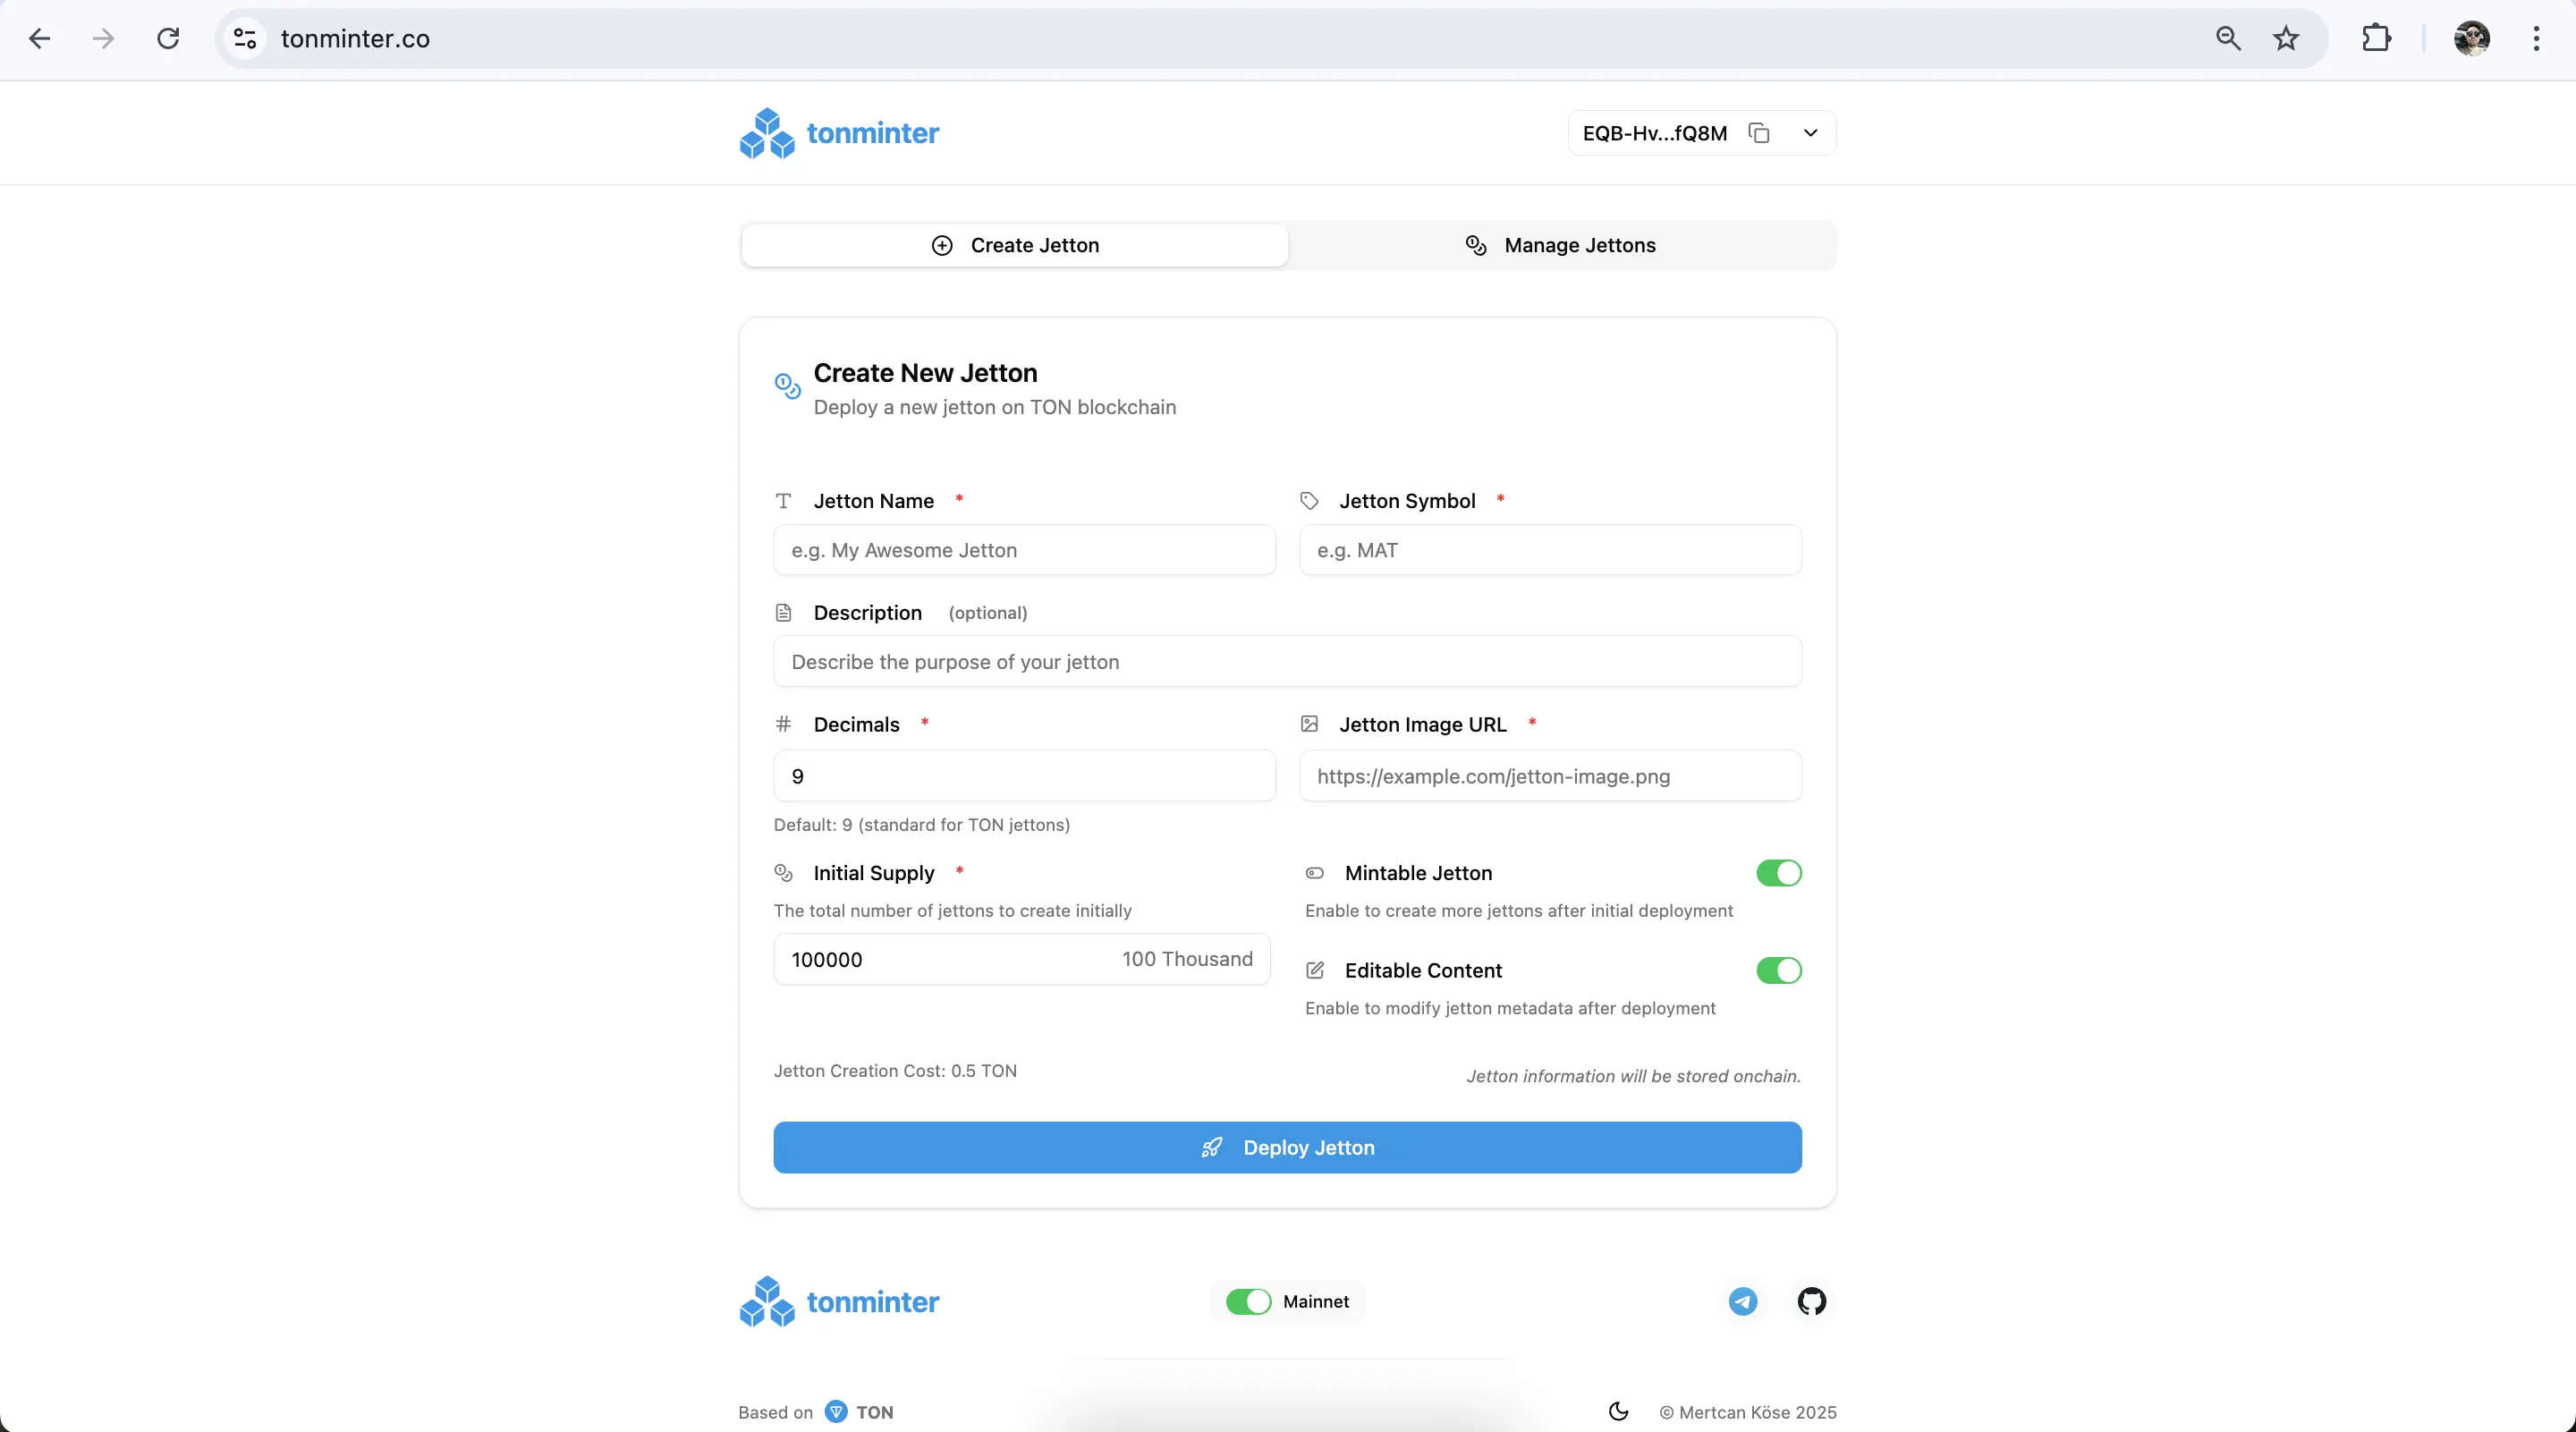 tonminter.co
tonminter
EQB-Hv...fQ8M
Create Jetton
Manage Jettons
Create New Jetton
Deploy a new jetton on TON blockchain
Jetton Name *
Jetton Symbol *
e.g. My Awesome Jetton
e.g. MAT
Description (optional)
Describe the purpose of your jetton
Decimals *
Jetton Image URL *
9
https://example.com/jetton-image.png
Default: 9 (standard for TON jettons)
Initial Supply *
Mintable Jetton
The total number of jettons to create initially
Enable to create more jettons after initial deployment
100000
100 Thousand
Editable Content
Enable to modify jetton metadata after deployment
Jetton Creation Cost: 0.5 TON
Jetton information will be stored onchain.
Deploy Jetton
tonminter
Mainnet
Based on TON
© Mertcan Köse 2025